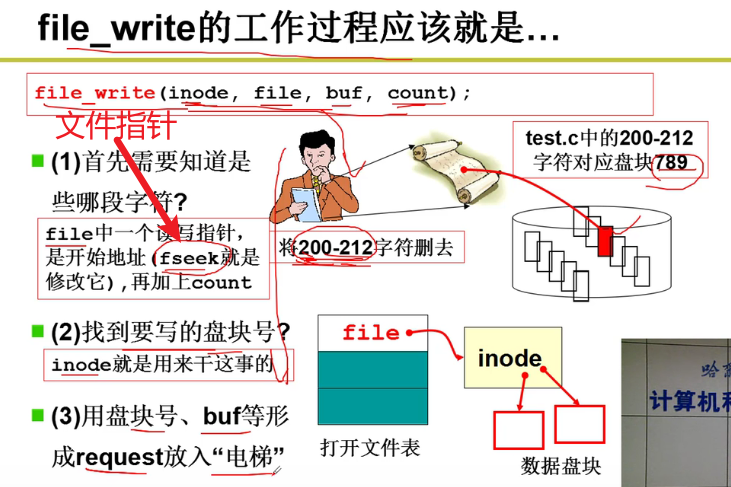 file_write的工作过程应该就是…
file_write(inode, file, buf, count);
文件指针
(1)首先需要知道是
些哪段字符?
file中一个读写指针，
是开始地址(fseek就是
修改它),再加上count
将200-212字符删去
test.c中的200-212
字符对应盘块789
(2)找到要写的盘块号?
inode就是用来干这事的
(3)用盘块号、buf等形
成request放入“电梯”
file
打开文件表
inode
数据盘块
计算机